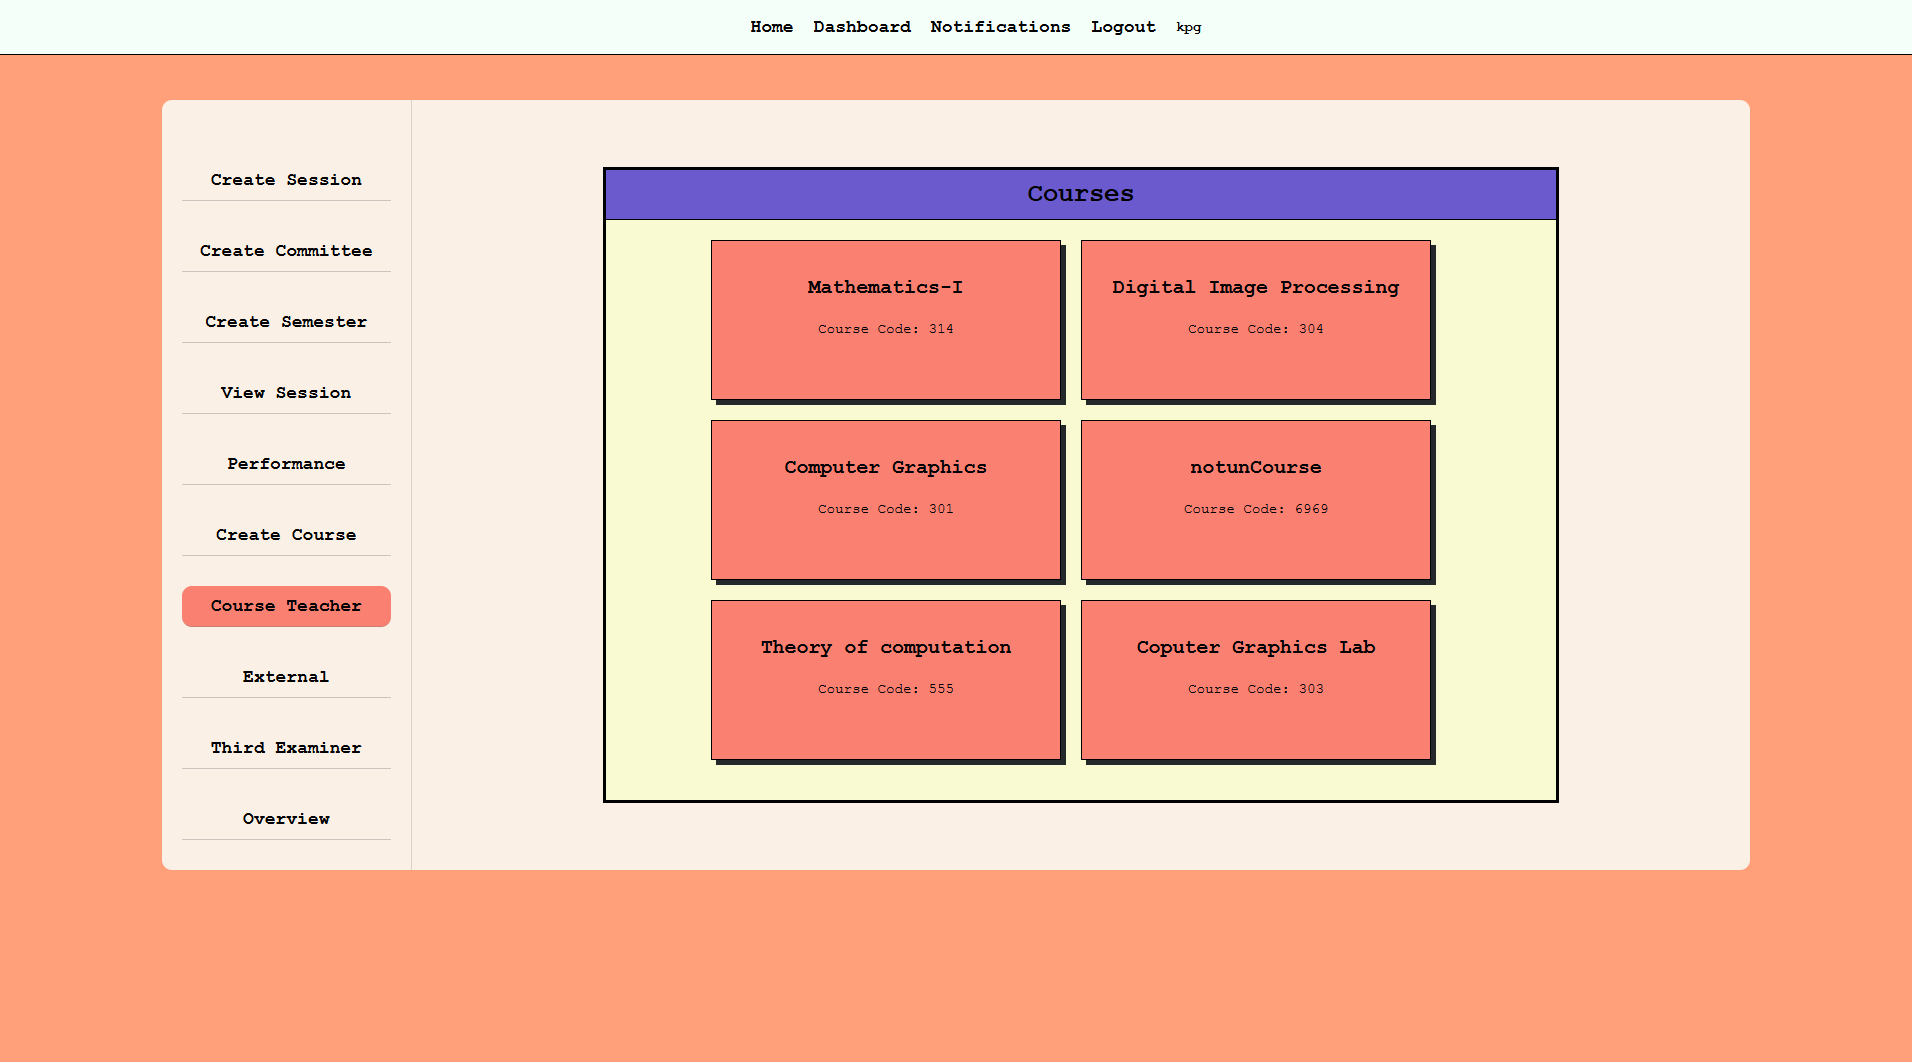 Home Dashboard Notifications Logout kpg
Create Session
Create Committee
Create Semester
View Session
Performance
Create Course
Course Teacher
External
Third Examiner
Overview
Courses
Mathematics-I
Course Code: 314
Digital Image Processing
Course Code: 304
Computer Graphics
Course Code: 301
notunCourse
Course Code: 6969
Theory of computation
Course Code: 555
Coputer Graphics Lab
Course Code: 303